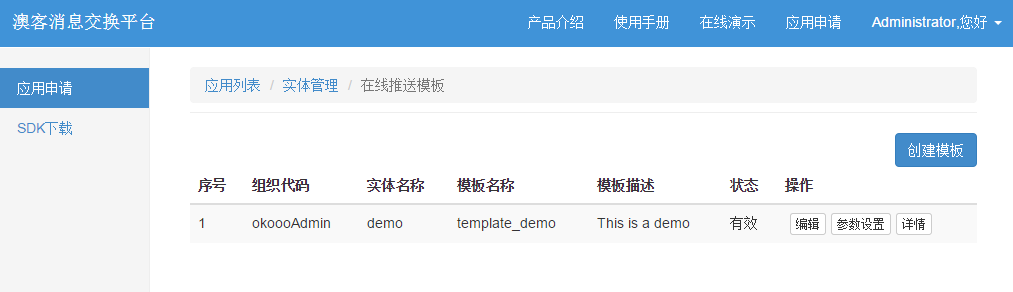 澳客消息交换平台 产品介绍 使用手册 在线演示 应用申请 Administrator,您好
应用申请
SDK下载
应用列表 / 实体管理 / 在线推送模板
创建模板
序号 组织代码 实体名称 模板名称 模板描述 状态 操作
1 okoooAdmin demo template_demo This is a demo 有效 编辑 参数设置 详情